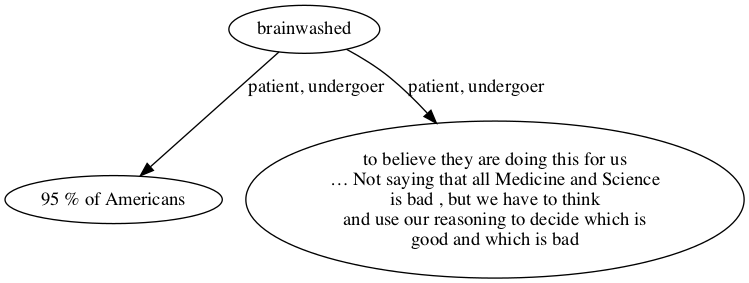 brainwashed
patient, undergoer
patient, undergoer
95 % of Americans
to believe they are doing this for us
… Not saying that all Medicine and Science
is bad , but we have to think
and use our reasoning to decide which is
good and which is bad